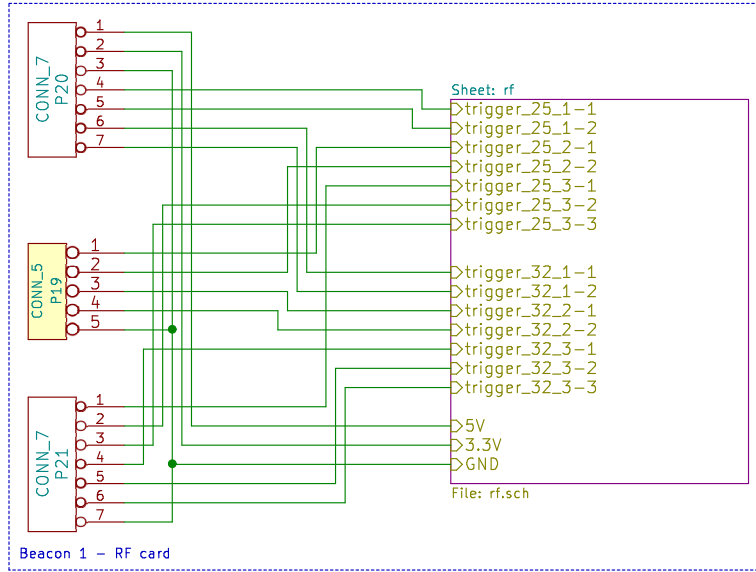 1
2
3
4
5
6
7
CONN_7
P20
1
2
3
4
5
CONN_5
P19
1
2
3
4
5
6
7
CONN_7
P21
Sheet: rf
trigger_25_1-1
trigger_25_1-2
trigger_25_2-1
trigger_25_2-2
trigger_25_3-1
trigger_25_3-2
trigger_25_3-3
trigger_32_1-1
trigger_32_1-2
trigger_32_2-1
trigger_32_2-2
trigger_32_3-1
trigger_32_3-2
trigger_32_3-3
5V
3.3V
GND
File: rf.sch
Beacon 1 - RF card